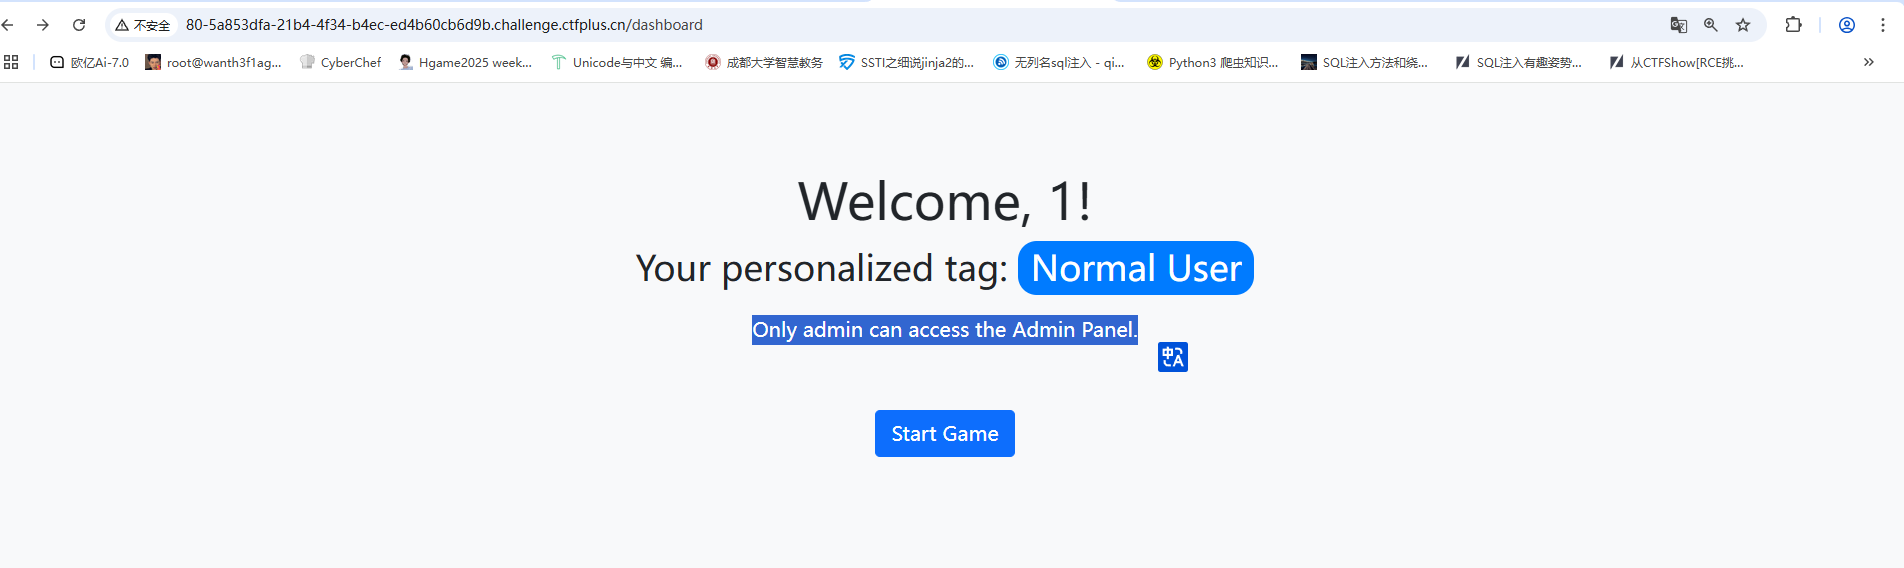 不安全 80-5a853dfa-21b4-4f34-b4ec-ed4b60cb6d9b.challenge.ctfplus.cn/dashboard
欧亿Ai-7.0 root@wanth3f1ag... CyberChef Hgame2025 week... Unicode与中文 编... 成都大学智慧教务 SSTI之细说jinja2的... 无列名sql注入 - qi... Python3 爬虫知识... SQL注入方法和绕... SQL注入有趣姿势... 从CTFShow[RCE挑... »
Welcome, 1!
Your personalized tag: Normal User
Only admin can access the Admin Panel.
中A
Start Game